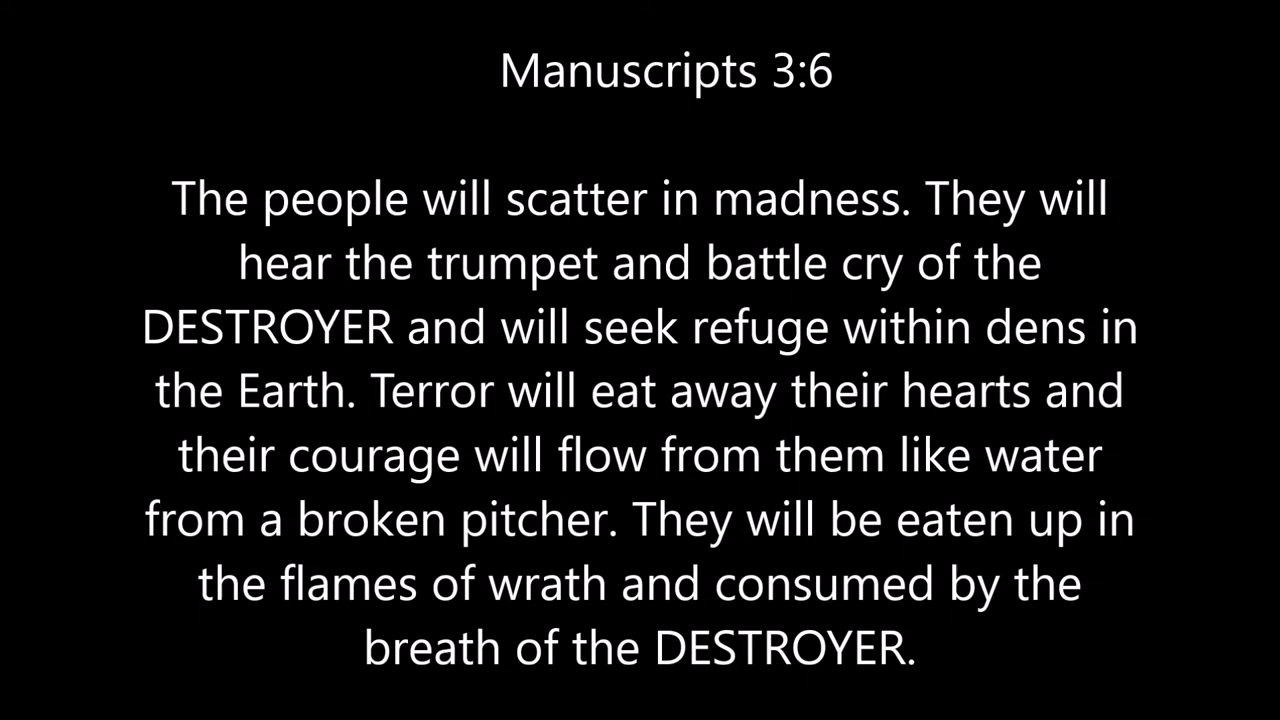 Manuscripts 3:6
The people will scatter in madness. They will
hear the trumpet and battle cry of the
DESTROYER and will seek refuge within dens in
the Earth. Terror will eat away their hearts and
their courage will flow from them like water
from a broken pitcher. They will be eaten up in
the flames of wrath and consumed by the
breath of the DESTROYER.